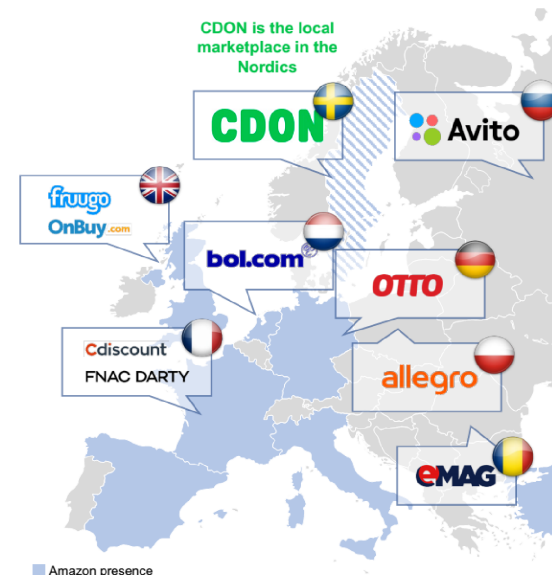 CDON is the local
marketplace in the
Nordics
CDON
Avito
fruugo
OnBuy.com
bol.com
OTTO
Cdiscount
FNAC DARTY
allegro
eMAG
Amazon presence